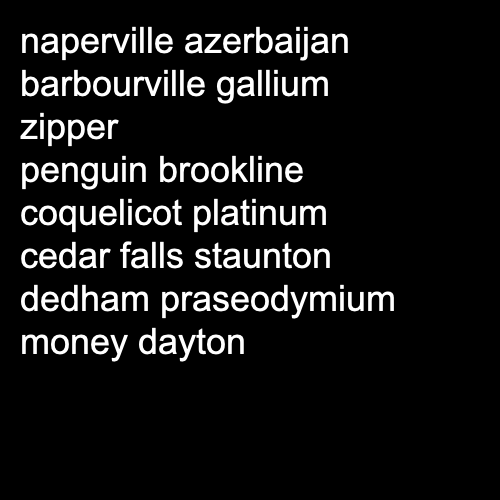 naperville azerbaijan
barbourville gallium
zipper
penguin brookline
coquelicot platinum
cedar falls staunton
dedham praseodymium
money dayton